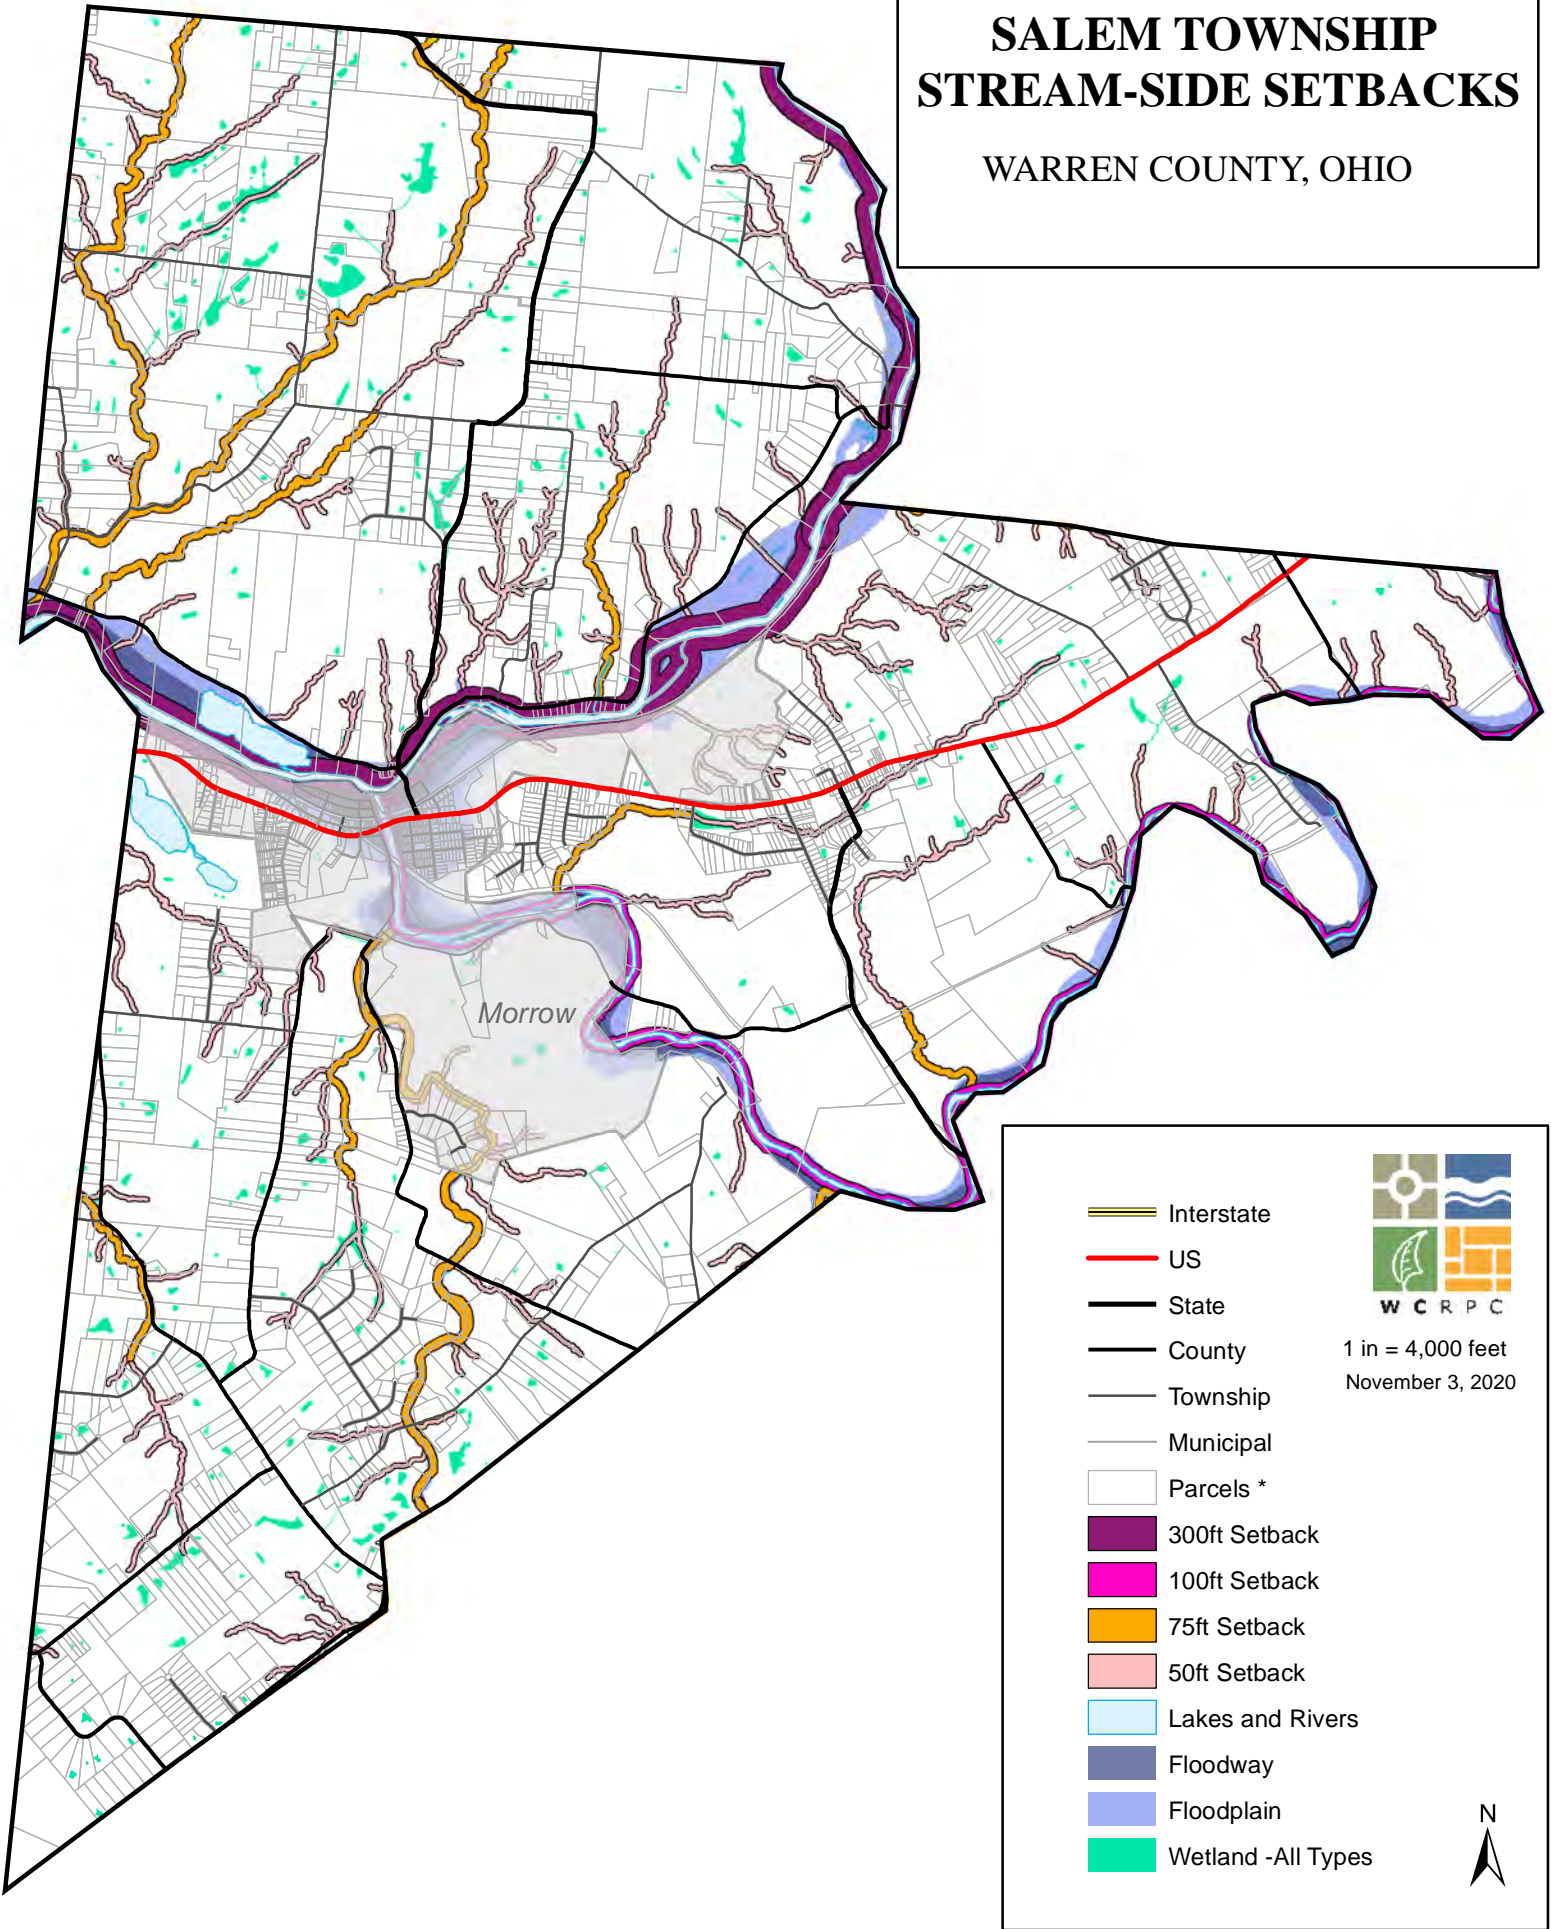 SALEM TOWNSHIP
STREAM-SIDE SETBACKS
WARREN COUNTY, OHIO
Morrow
Interstate
US
State
County
Township
Municipal
Parcels *
300ft Setback
100ft Setback
75ft Setback
50ft Setback
Lakes and Rivers
Floodway
Floodplain
Wetland -All Types
W C R P C
1 in = 4,000 feet
November 3, 2020
N